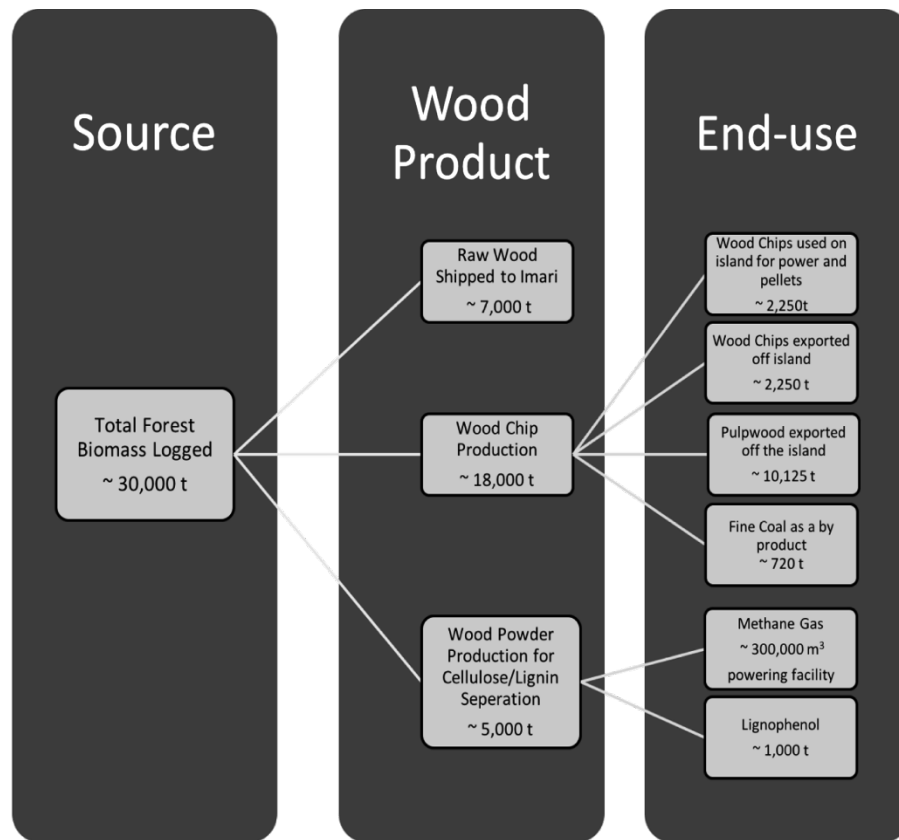 Source
Total Forest
Biomass Logged
~ 30,000 t
Wood
Product
Raw Wood
Shipped to Imari
~ 7,000 t
Wood Chip
Production
~ 18,000 t
Wood Powder
Production for
Cellulose/Lignin
Seperation
~ 5,000 t
End-use
Wood Chips used on
island for power and
pellets
~ 2,250t
Wood Chips exported
off island
~ 2,250 t
Pulpwood exported
off the island
~ 10,125 t
Fine Coal as a by
product
~ 720 t
Methane Gas
~ 300,000 m³
powering facility
Lignophenol
~ 1,000 t